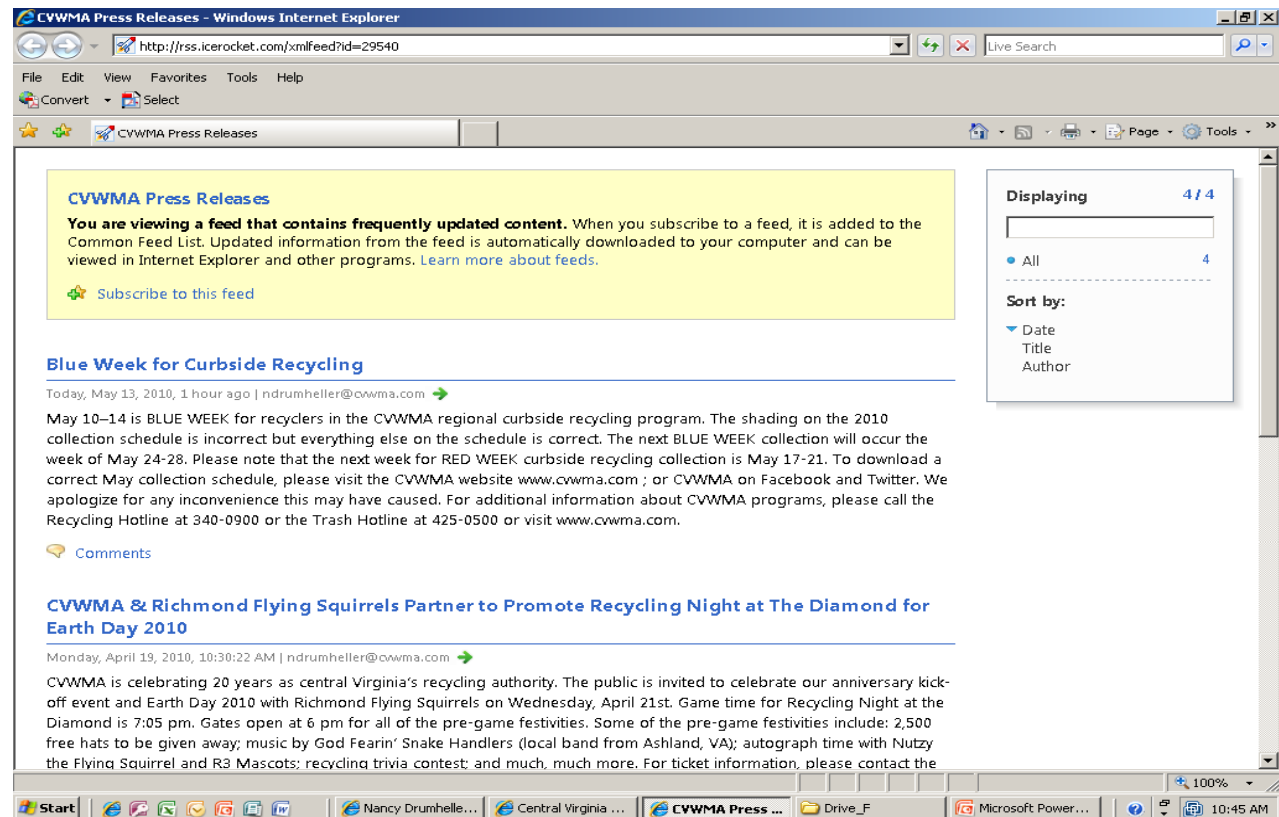 CVWMA Press Releases - Windows Internet Explorer
http://rss.icerocket.com/xmlfeed?id=29540
Live Search
File Edit View Favorites Tools Help
Convert Select
CVWMA Press Releases
Page Tools »
CVWMA Press Releases
You are viewing a feed that contains frequently updated content. When you subscribe to a feed, it is added to the
Common Feed List. Updated information from the feed is automatically downloaded to your computer and can be
viewed in Internet Explorer and other programs. Learn more about feeds.
Subscribe to this feed
Displaying 4 / 4
All 4
Sort by:
Date
Title
Author
Blue Week for Curbside Recycling
Today, May 13, 2010, 1 hour ago | ndrumheller@cvwma.com
May 10–14 is BLUE WEEK for recyclers in the CVWMA regional curbside recycling program. The shading on the 2010
collection schedule is incorrect but everything else on the schedule is correct. The next BLUE WEEK collection will occur the
week of May 24-28. Please note that the next week for RED WEEK curbside recycling collection is May 17-21. To download a
correct May collection schedule, please visit the CVWMA website www.cvwma.com ; or CVWMA on Facebook and Twitter. We
apologize for any inconvenience this may have caused. For additional information about CVWMA programs, please call the
Recycling Hotline at 340-0900 or the Trash Hotline at 425-0500 or visit www.cvwma.com.
Comments
CVWMA & Richmond Flying Squirrels Partner to Promote Recycling Night at The Diamond for
Earth Day 2010
Monday, April 19, 2010, 10:30:22 AM | ndrumheller@cvwma.com
CVWMA is celebrating 20 years as central Virginia's recycling authority. The public is invited to celebrate our anniversary kick-
off event and Earth Day 2010 with Richmond Flying Squirrels on Wednesday, April 21st. Game time for Recycling Night at the
Diamond is 7:05 pm. Gates open at 6 pm for all of the pre-game festivities. Some of the pre-game festivities include: 2,500
free hats to be given away; music by God Fearin' Snake Handlers (local band from Ashland, VA); autograph time with Nutzy
the Flying Squirrel and R3 Mascots; recycling trivia contest; and much, much more. For ticket information, please contact the
100%
Start Nancy Drumhelle... Central Virginia ... CVWMA Press ... Drive_F Microsoft Power... 10:45 AM